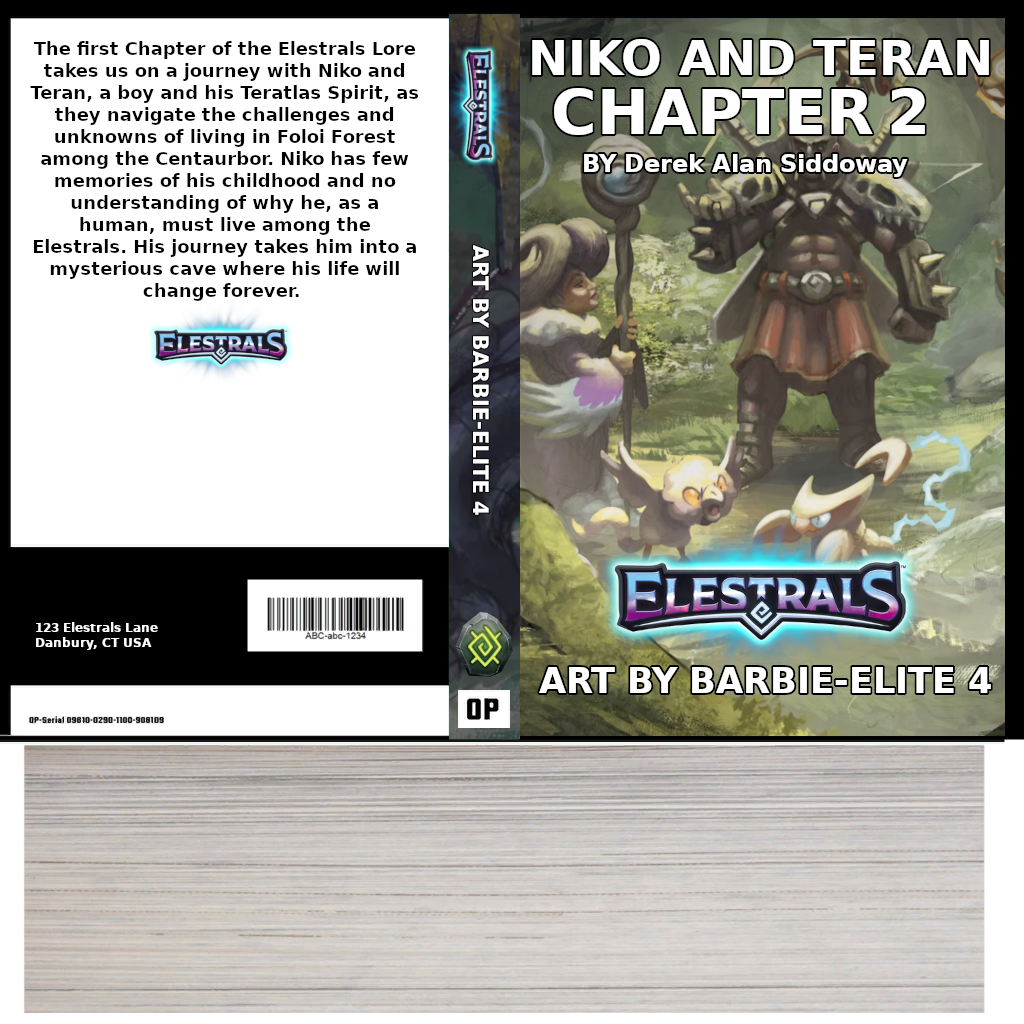 The first Chapter of the Elestrals Lore
takes us on a journey with Niko and
Teran, a boy and his Teratlas Spirit, as
they navigate the challenges and
unknowns of living in Foloi Forest
among the Centaurbor. Niko has few
memories of his childhood and no
understanding of why he, as a
human, must live among the
Elestrals. His journey takes him into a
mysterious cave where his life will
change forever.
ELESTRALS
123 Elestrals Lane
Danbury, CT USA
ABC-abc-1234
OP-Serial 09810-0290-1100-908109
ELESTRALS
ART BY BARBIE-ELITE 4
OP
NIKO AND TERAN
CHAPTER 2
BY Derek Alan Siddoway
ELESTRALS™
ART BY BARBIE-ELITE 4